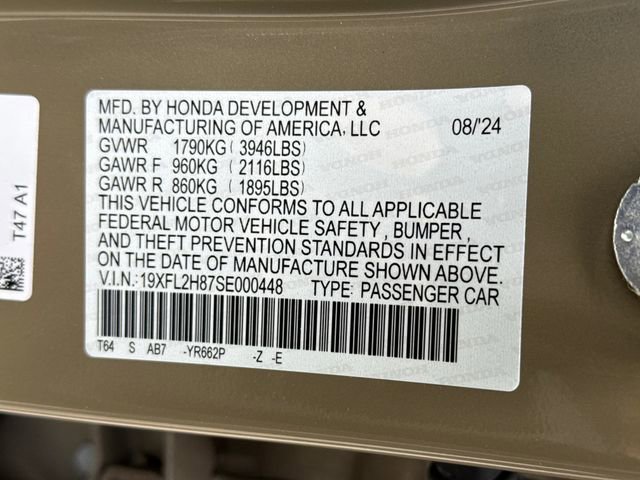 MFD. BY HONDA DEVELOPMENT &
MANUFACTURING OF AMERICA, LLC 08/'24
GVWR 1790KG ( 3946LBS)
GAWR F 960KG ( 2116LBS)
GAWR R 860KG ( 1895LBS)
THIS VEHICLE CONFORMS TO ALL APPLICABLE
FEDERAL MOTOR VEHICLE SAFETY, BUMPER,
AND THEFT PREVENTION STANDARDS IN EFFECT
ON THE DATE OF MANUFACTURE SHOWN ABOVE.
V.I.N.:19XFL2H87SE000448 TYPE: PASSENGER CAR
T64 S AB7 -YR662P -Z -E
T47 A1